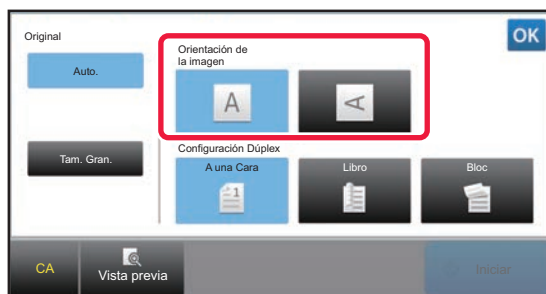 Original
OK
Orientación de
la imagen
Auto.
A
A
Tam. Gran.
Configuración Dúplex
A una Cara
1
Libro
Bloc
CA
Vista previa
Iniciar